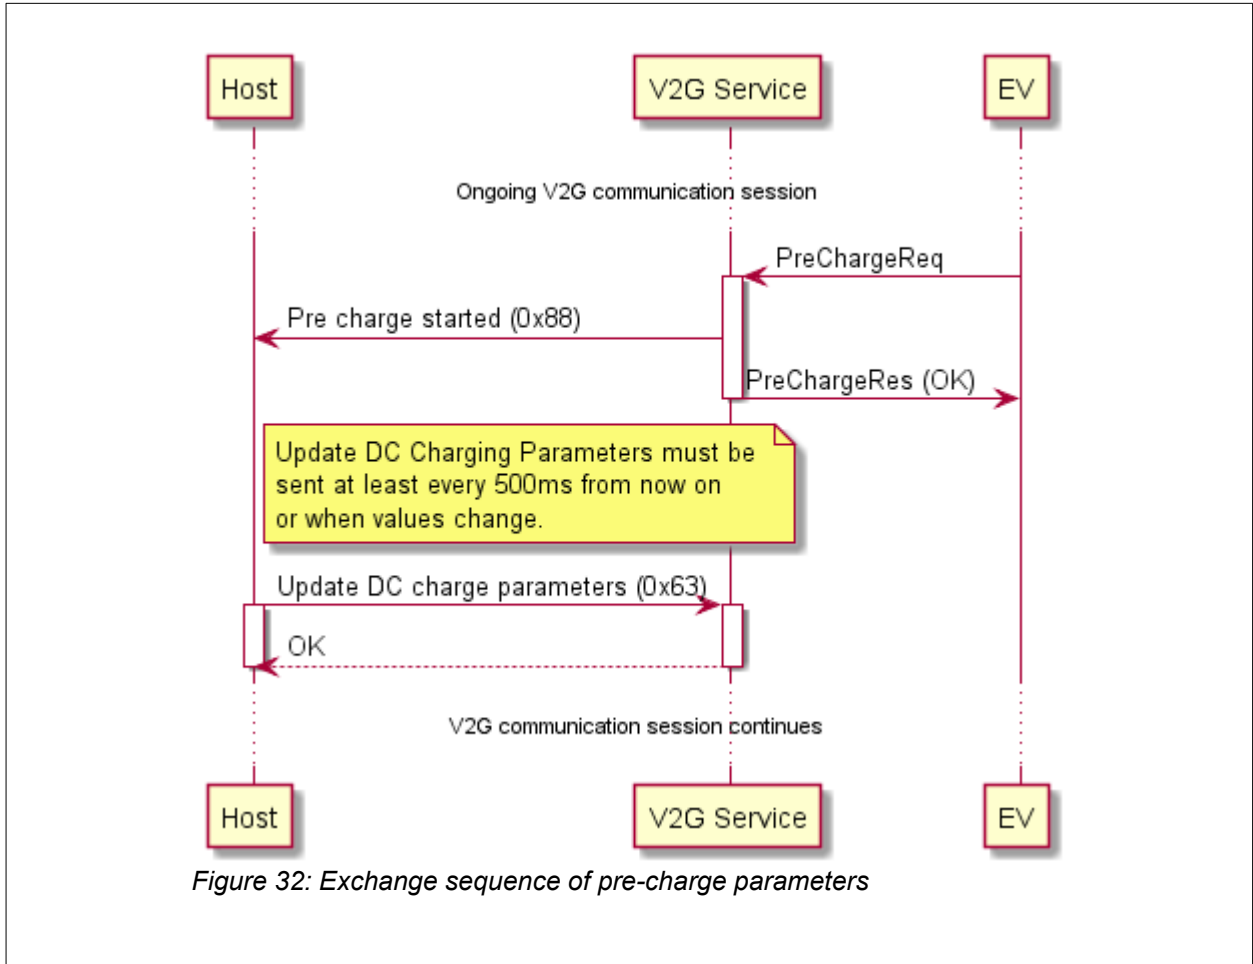 Host
V2G Service
EV
Ongoing V2G communication session
PreChargeReq
Pre charge started (0x88)
PreChargeRes (OK)
Update DC Charging Parameters must be
sent at least every 500ms from now on
or when values change.
Update DC charge parameters (0x63)
OK
V2G communication session continues
Host
V2G Service
EV
Figure 32: Exchange sequence of pre-charge parameters